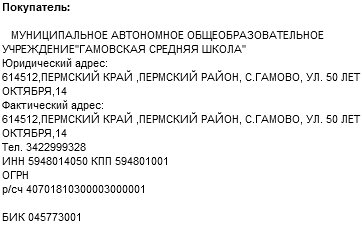 Покупатель:
МУНИЦИПАЛЬНОЕ АВТОНОМНОЕ ОБЩЕОБРАЗОВАТЕЛЬНОЕ
УЧРЕЖДЕНИЕ"ГАМОВСКАЯ СРЕДНЯЯ ШКОЛА"
Юридический адрес:
614512,ПЕРМСКИЙ КРАЙ ,ПЕРМСКИЙ РАЙОН, С.ГАМОВО, УЛ. 50 ЛЕТ
ОКТЯБРЯ,14
Фактический адрес:
614512,ПЕРМСКИЙ КРАЙ ,ПЕРМСКИЙ РАЙОН, С.ГАМОВО, УЛ. 50 ЛЕТ
ОКТЯБРЯ,14
Тел. 3422999328
ИНН 5948014050 КПП 594801001
ОГРН
р/сч 40701810300003000001
БИК 045773001